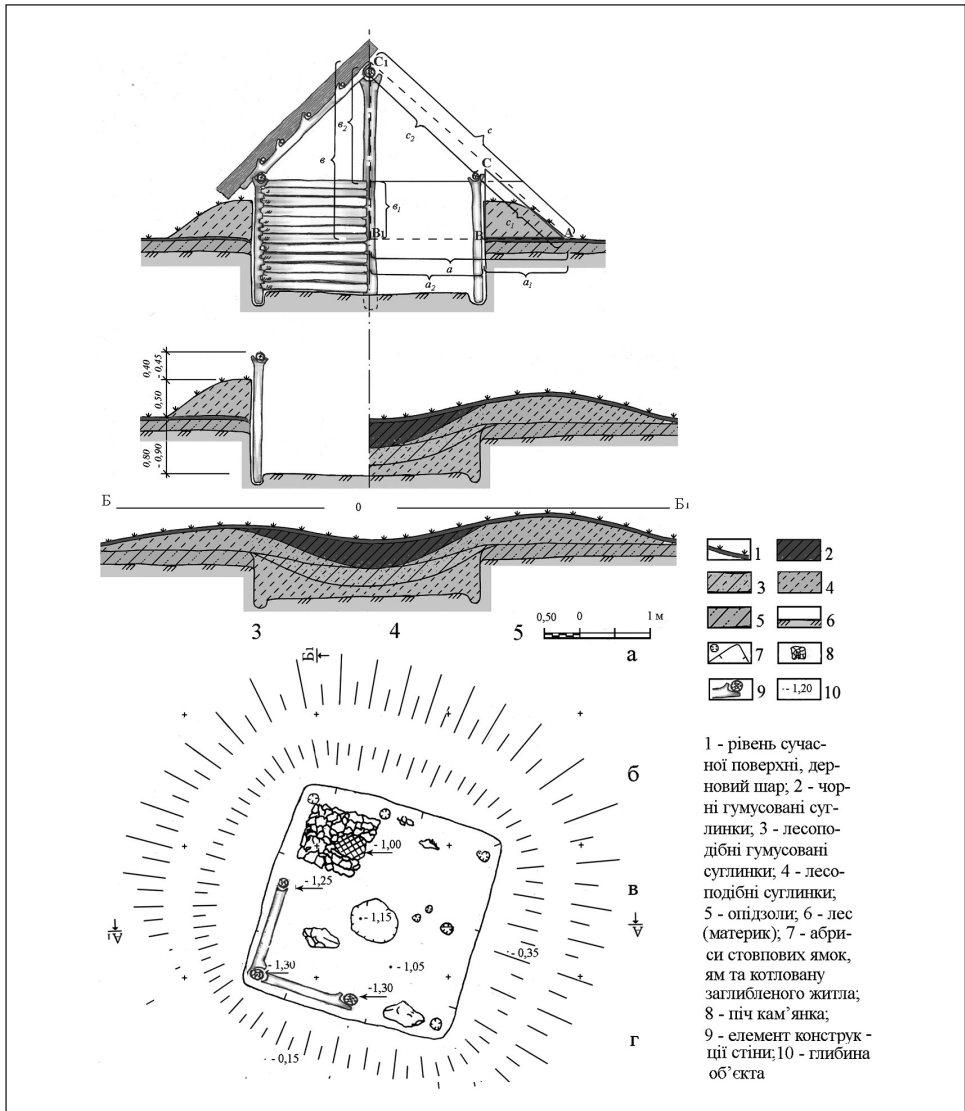 C₁
в
в₂
c₂
c
C
в₁
c₁
B₁
B
A
a
a₂
a₁
0,40
- 0,45
0,50
0,80
- 0,90
Б 0 Б₁
3 4 5
0,50 0 1 м
а
1 2
3 4
5 6
7 8
9 - 1,20 10
Б₁
б
- 1,00
- 1,25
в
- 1,15
- 0,35
- 1,30
- 1,05
- 1,30
г
- 0,15
1 - рівень сучас-
ної поверхні, дер-
новий шар; 2 - чор-
ні гумусовані суг-
линки; 3 - лесопо-
дібні гумусовані
суглинки; 4 - лесо-
подібні суглинки;
5 - опідзоли; 6 - лес
(материк); 7 - абри-
си стовпових ямок,
ям та котловану
заглибленого житла;
8 - піч кам’янка;
9 - елемент конструк -
ції стіни;10 - глибина
об’єкта